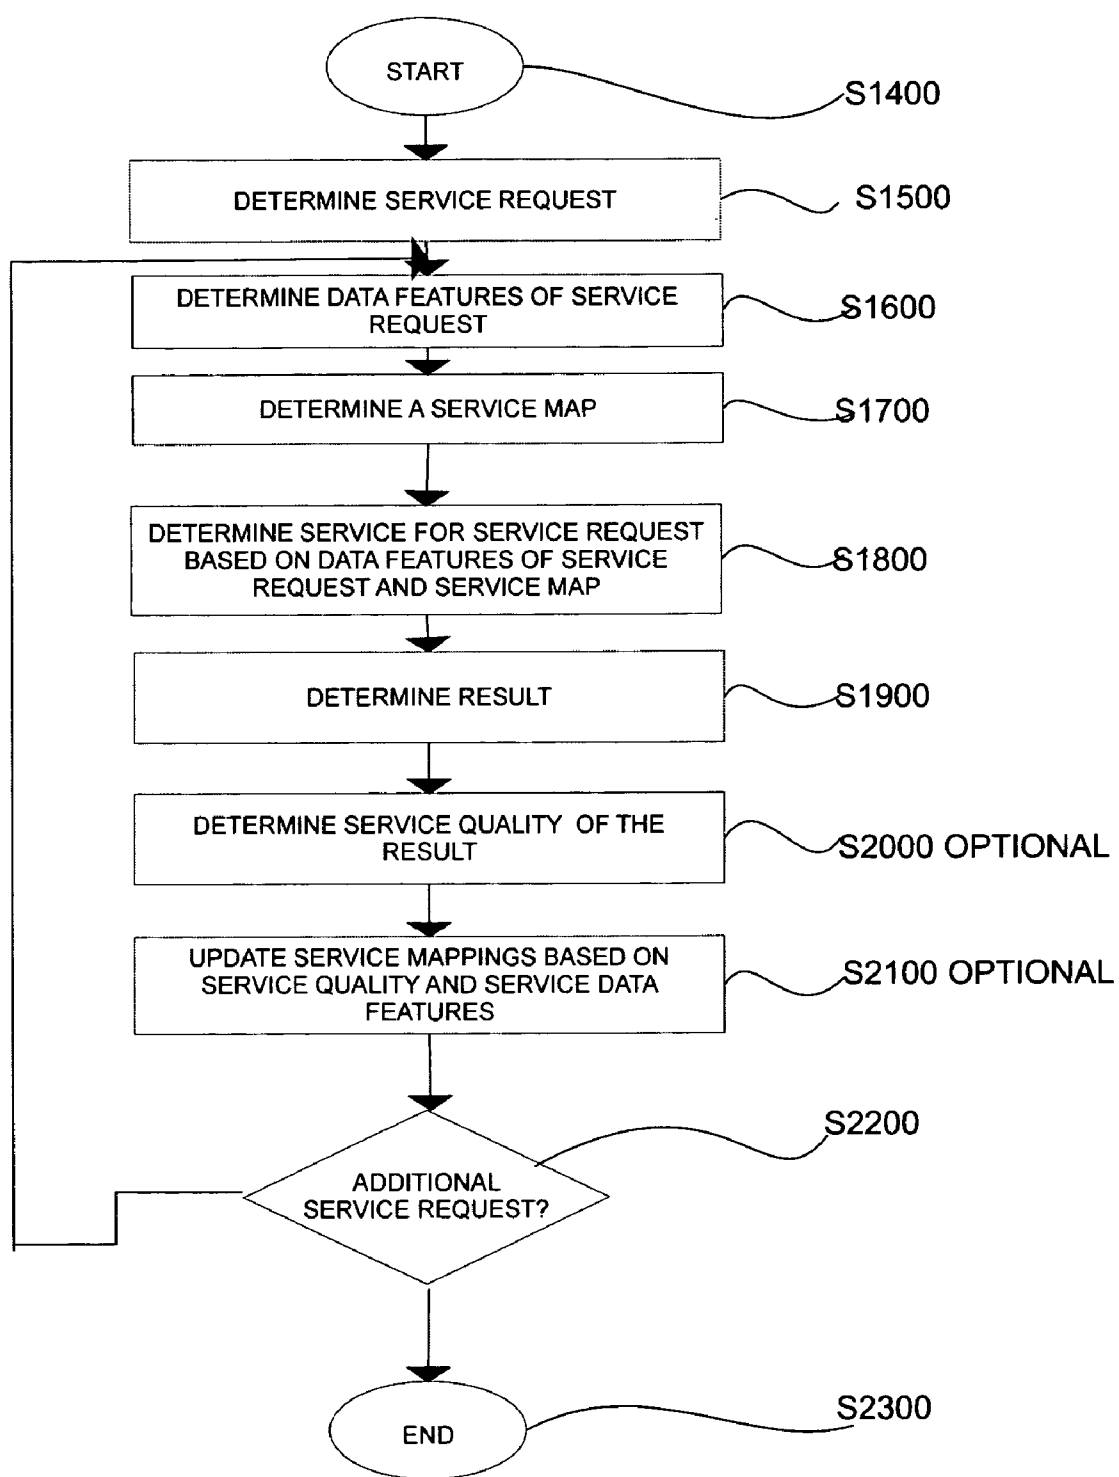 START
S1400
DETERMINE SERVICE REQUEST
S1500
DETERMINE DATA FEATURES OF SERVICE
REQUEST
S1600
DETERMINE A SERVICE MAP
S1700
DETERMINE SERVICE FOR SERVICE REQUEST
BASED ON DATA FEATURES OF SERVICE
REQUEST AND SERVICE MAP
S1800
DETERMINE RESULT
S1900
DETERMINE SERVICE QUALITY OF THE
RESULT
S2000 OPTIONAL
UPDATE SERVICE MAPPINGS BASED ON
SERVICE QUALITY AND SERVICE DATA
FEATURES
S2100 OPTIONAL
S2200
ADDITIONAL
SERVICE REQUEST?
S2300
END